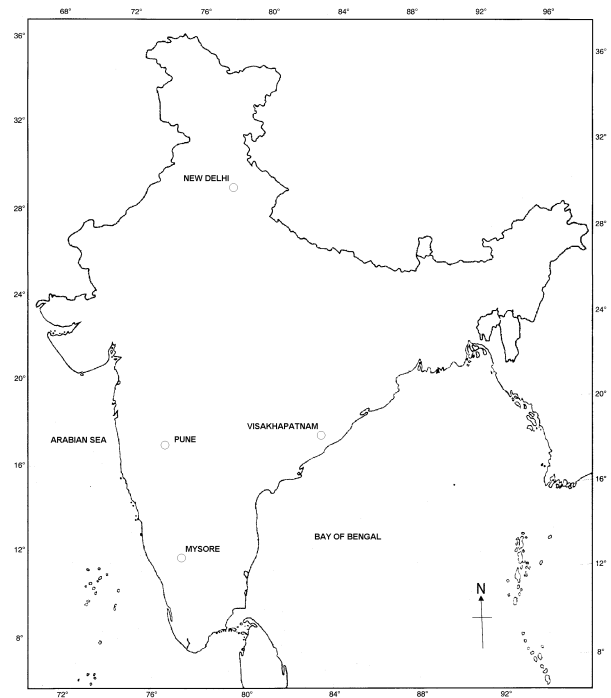 68° 72° 76° 80° 84° 88° 92° 96°
36° 36°
32° 32°
NEW DELHI
28° 28°
24° 24°
20° 20°
VISAKHAPATNAM
ARABIAN SEA PUNE
16° 16°
BAY OF BENGAL
MYSORE
12° 12°
N
8° 8°
72° 76° 80° 84° 88° 92°